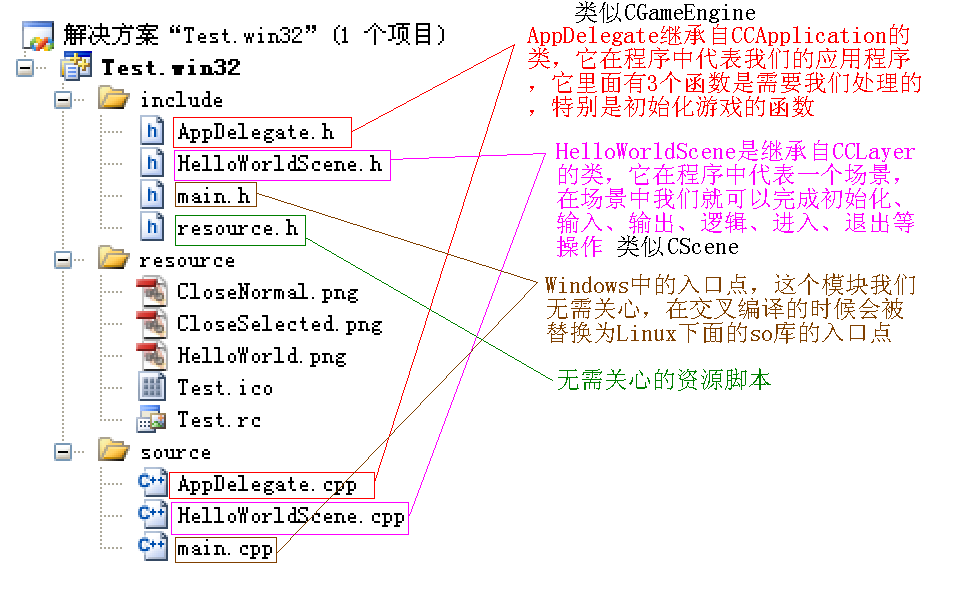 解决方案“Test.win32”(1 个项目)
Test.win32
include
AppDelegate.h
HelloWorldScene.h
main.h
resource.h
resource
CloseNormal.png
CloseSelected.png
HelloWorld.png
Test.ico
Test.rc
source
AppDelegate.cpp
HelloWorldScene.cpp
main.cpp
类似CGameEngine
AppDelegate继承自CCApplication的
类，它在程序中代表我们的应用程序
，它里面有3个函数是需要我们处理的
，特别是初始化游戏的函数
HelloWorldScene是继承自CCLayer
的类，它在程序中代表一个场景，
在场景中我们就可以完成初始化、
输入、输出、逻辑、进入、退出等
操作 类似CScene
Windows中的入口点，这个模块我们
无需关心，在交叉编译的时候会被
替换为Linux下面的so库的入口点
无需关心的资源脚本